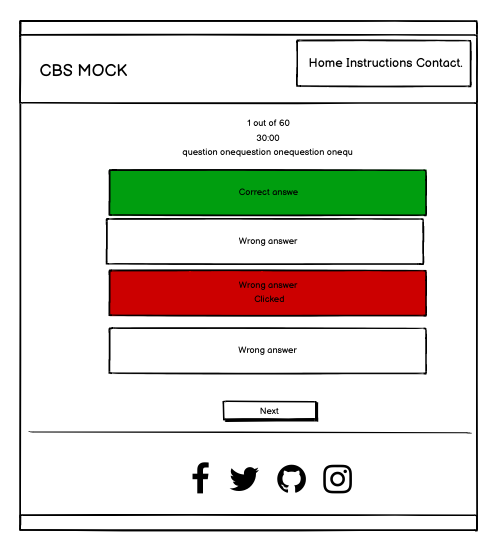 CBS MOCK
Home Instructions Contact.
1 out of 60
30:00
question onequestion onequestion onequ
Correct answe
Wrong answer
Wrong answer
Clicked
Wrong answer
Next